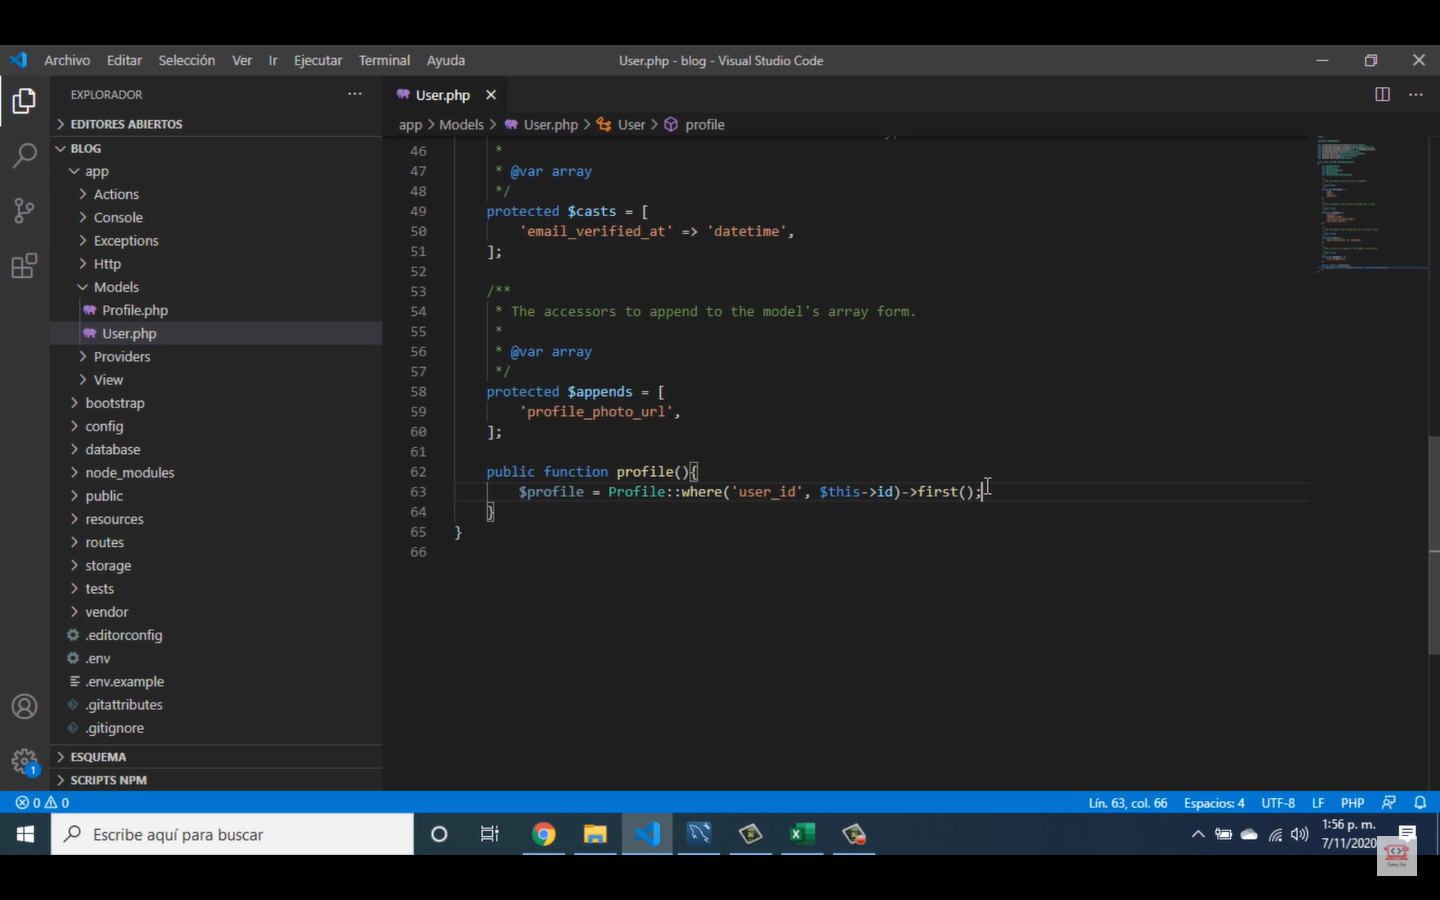 Archivo Editar Selección Ver Ir Ejecutar Terminal Ayuda
User.php - blog - Visual Studio Code
EXPLORADOR
EDITORES ABIERTOS
BLOG
app
Actions
Console
Exceptions
Http
Models
Profile.php
User.php
Providers
View
bootstrap
config
database
node_modules
public
resources
routes
storage
tests
vendor
.editorconfig
.env
.env.example
.gitattributes
.gitignore
ESQUEMA
SCRIPTS NPM
User.php
app > Models > User.php > User > profile
46 *
47 * @var array
48 */
49 protected $casts = [
50 'email_verified_at' => 'datetime',
51 ];
52
53 /**
54 * The accessors to append to the model's array form.
55 *
56 * @var array
57 */
58 protected $appends = [
59 'profile_photo_url',
60 ];
61
62 public function profile(){
63 $profile = Profile::where('user_id', $this->id)->first();
64 }
65 }
66
0 0
Lín. 63, col. 66 Espacios: 4 UTF-8 LF PHP
1
Escribe aquí para buscar
1:56 p. m.
7/11/2020